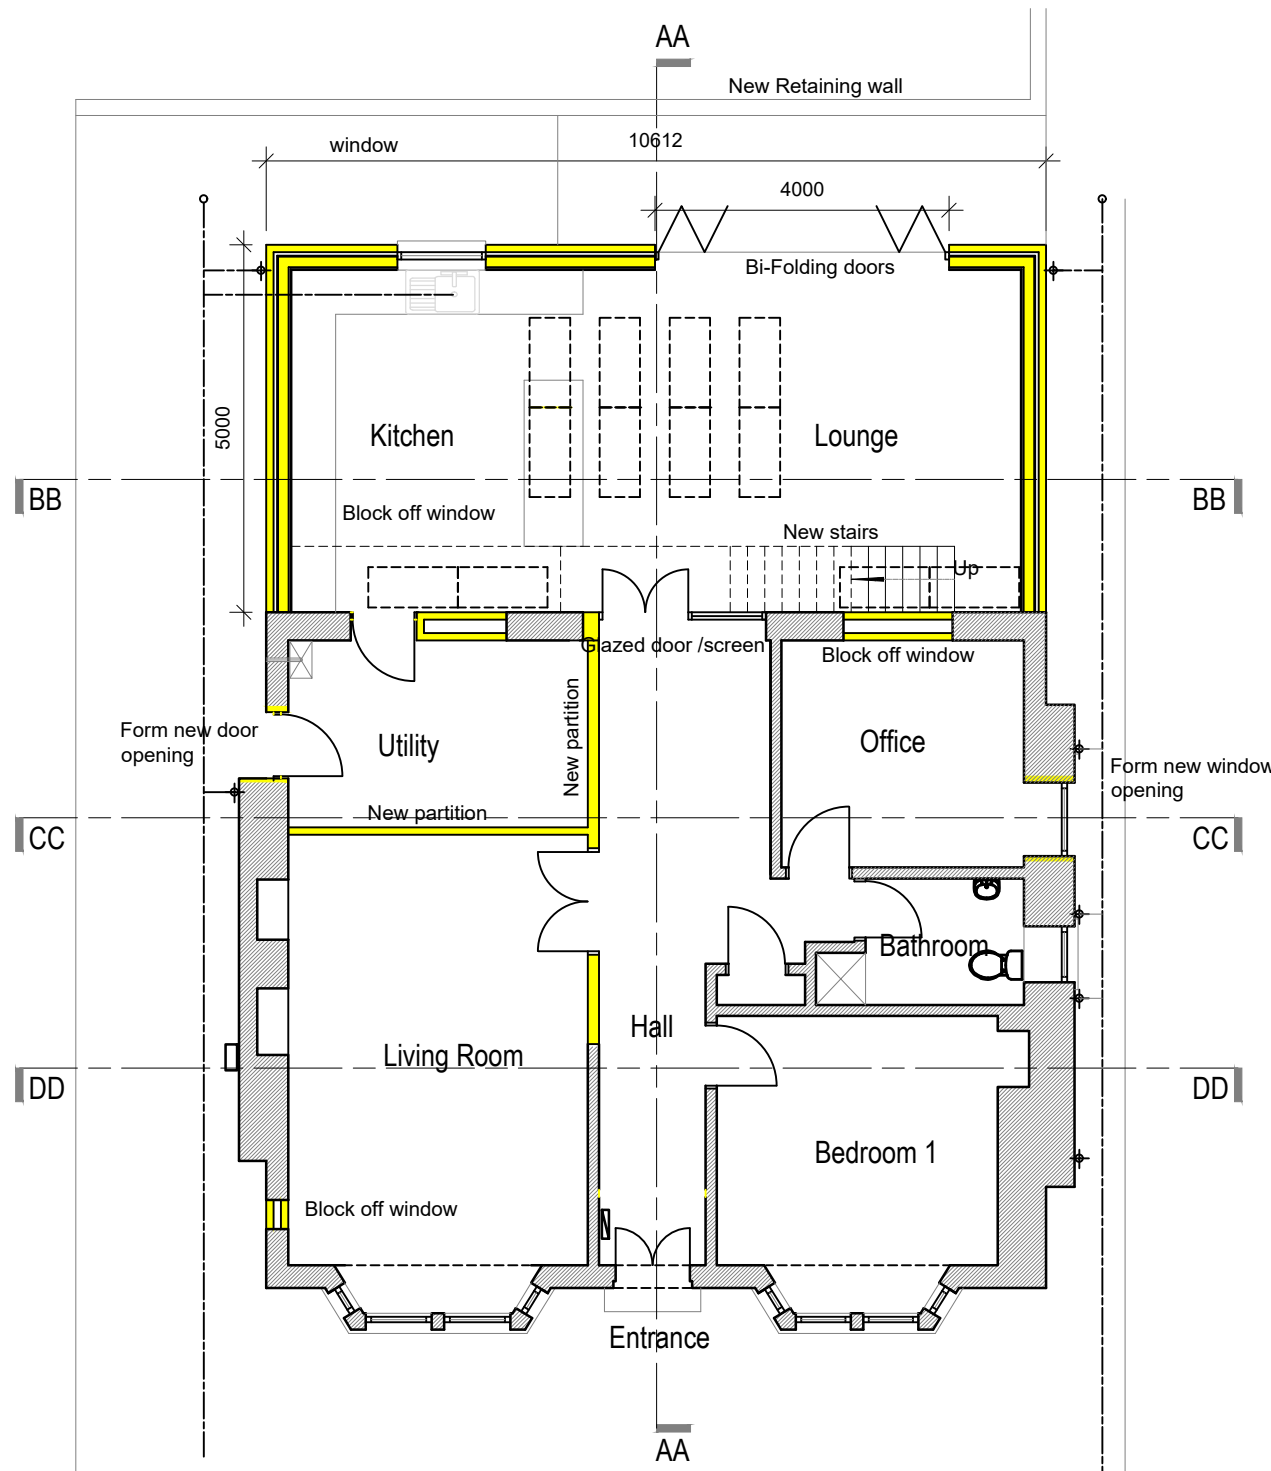 AA
New Retaining wall
window
10612
4000
Bi-Folding doors
5000
Kitchen
Lounge
BB
BB
Block off window
New stairs
Up
Glazed door /screen
Block off window
New partition
Form new door
opening
Utility
Office
Form new window
opening
New partition
CC
CC
Bathroom
Hall
Living Room
DD
DD
Bedroom 1
Block off window
Entrance
AA